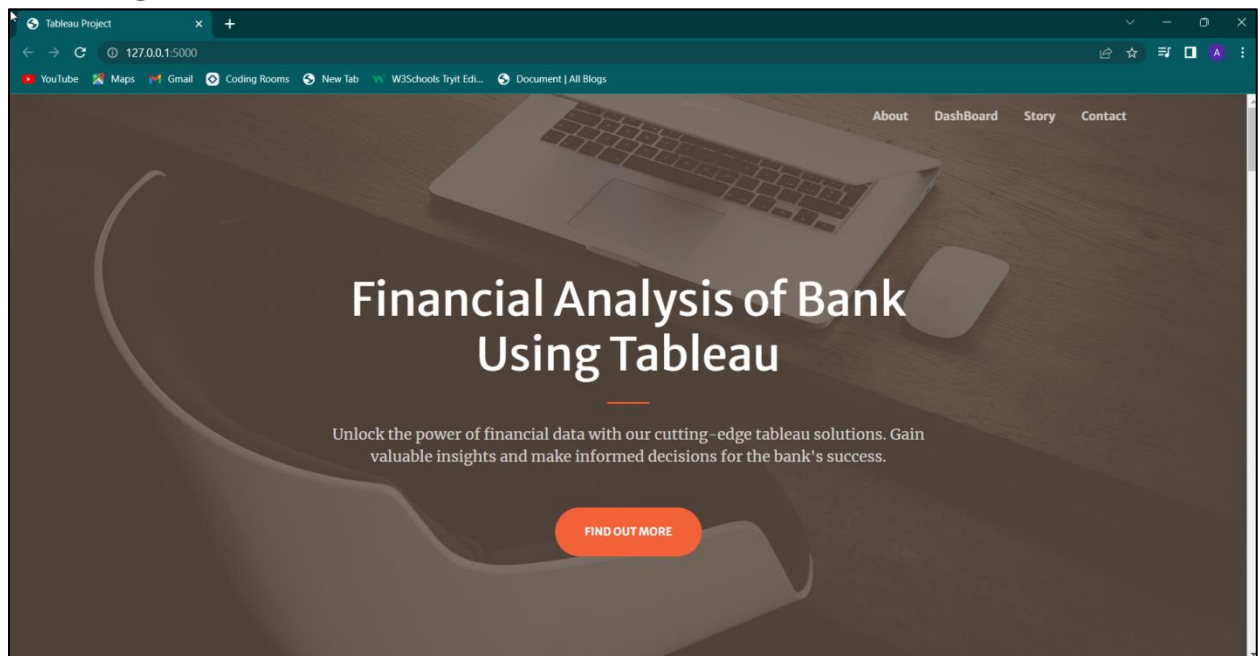 Tableau Project
127.0.0.1:5000
YouTube Maps Gmail Coding Rooms New Tab W3Schools Tryit Edi... Document | All Blogs
A
About DashBoard Story Contact
Financial Analysis of Bank
Using Tableau
Unlock the power of financial data with our cutting-edge tableau solutions. Gain
valuable insights and make informed decisions for the bank's success.
FIND OUT MORE